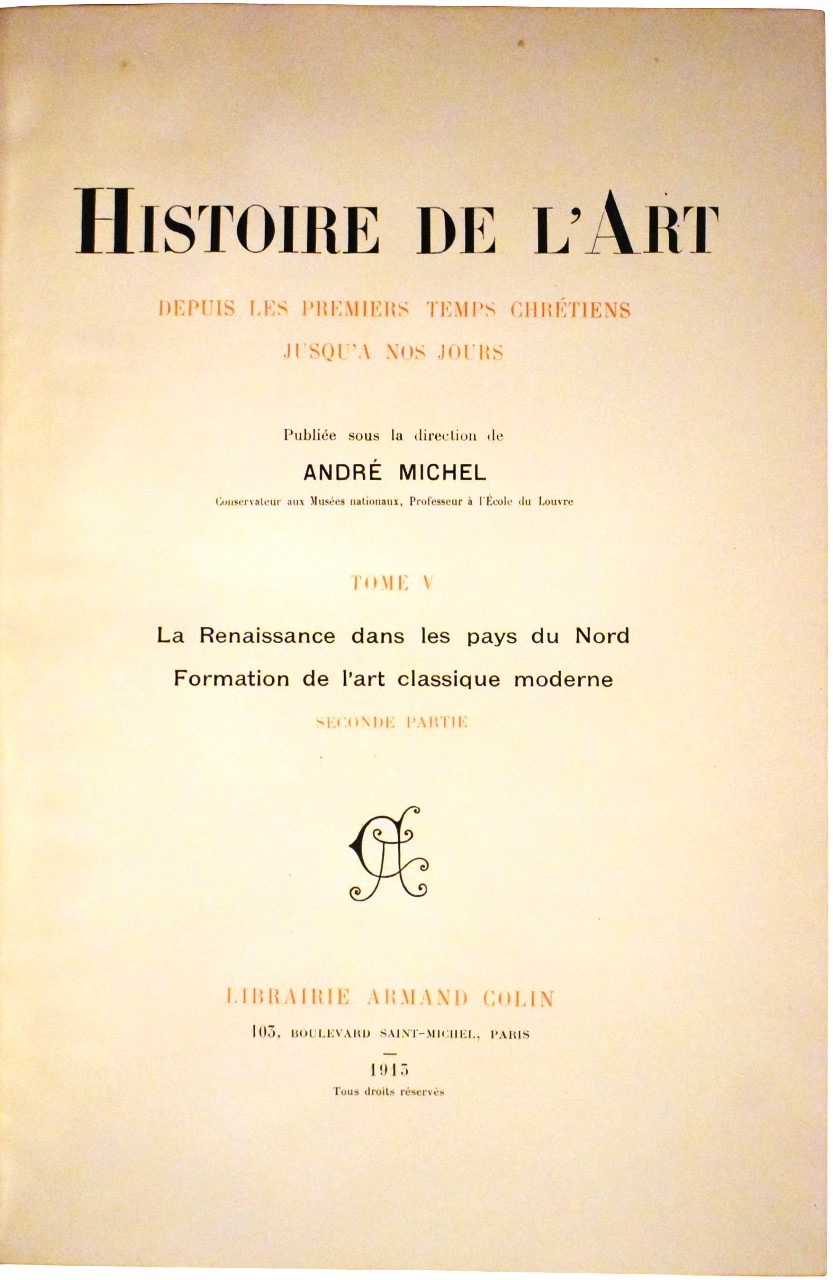 HISTOIRE DE L'ART
DEPUIS LES PREMIERS TEMPS CHRÉTIENS
JUSQU'A NOS JOURS
Publiée sous la direction de
ANDRÉ MICHEL
Conservateur aux Musées nationaux, Professeur à l'École du Louvre
TOME V
La Renaissance dans les pays du Nord
Formation de l'art classique moderne
SECONDE PARTIE
AC
LIBRAIRIE ARMAND COLIN
103, BOULEVARD SAINT-MICHEL, PARIS
1913
Tous droits réservés